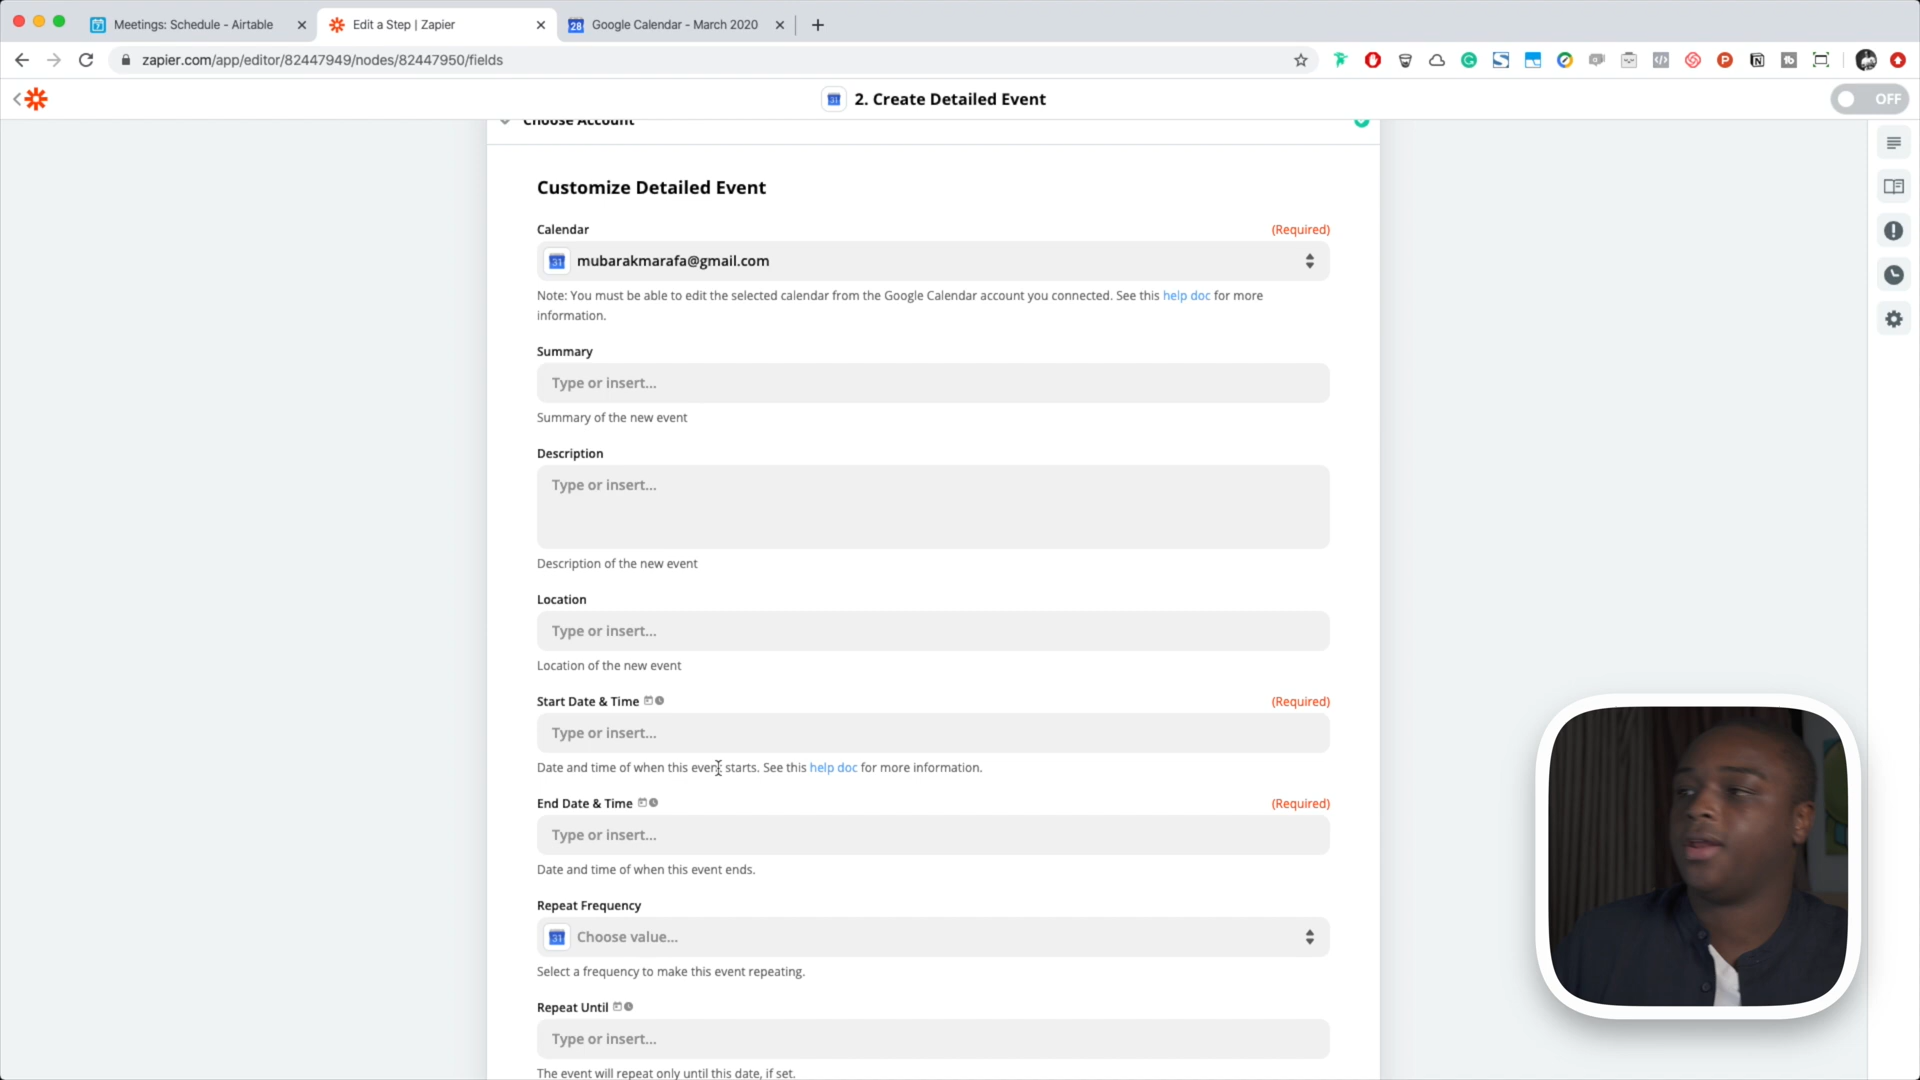 Meetings: Schedule - Airtable
Edit a Step | Zapier
28
Google Calendar - March 2020
zapier.com/app/editor/82447949/nodes/82447950/fields
31
2. Create Detailed Event
OFF
Choose Account
Customize Detailed Event
Calendar
(Required)
31
mubarakmarafa@gmail.com
Note: You must be able to edit the selected calendar from the Google Calendar account you connected. See this help doc for more
information.
Summary
Type or insert...
Summary of the new event
Description
Type or insert...
Description of the new event
Location
Type or insert...
Location of the new event
Start Date & Time
(Required)
Type or insert...
Date and time of when this event starts. See this help doc for more information.
End Date & Time
(Required)
Type or insert...
Date and time of when this event ends.
Repeat Frequency
31
Choose value...
Select a frequency to make this event repeating.
Repeat Until
Type or insert...
The event will repeat only until this date, if set.